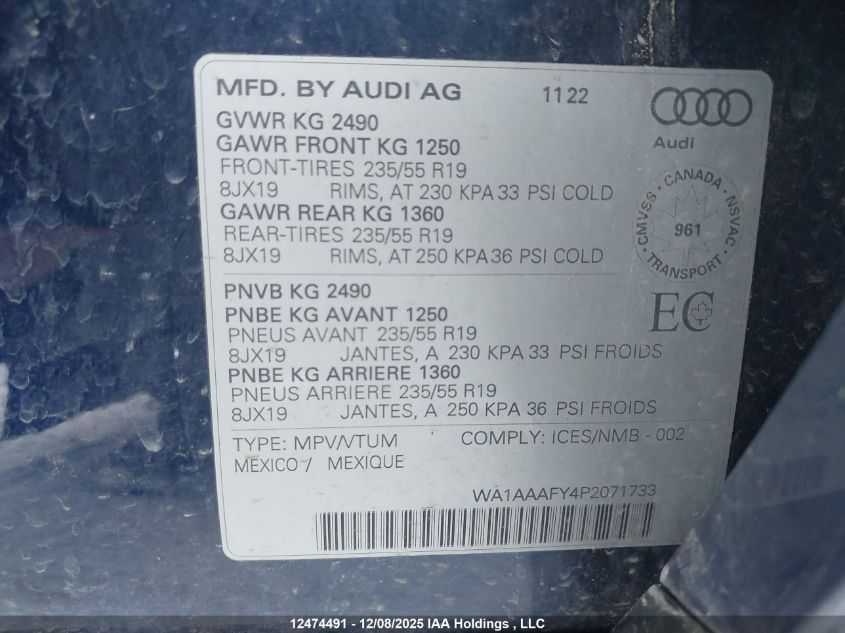 MFD. BY AUDI AG 1122
Audi
GVWR KG 2490
GAWR FRONT KG 1250
FRONT-TIRES 235/55 R19
8JX19 RIMS, AT 230 KPA 33 PSI COLD
GAWR REAR KG 1360
REAR-TIRES 235/55 R19
8JX19 RIMS, AT 250 KPA 36 PSI COLD
CMVSS - CANADA - NSVAC - TRANSPORT -
961
EC
PNVB KG 2490
PNBE KG AVANT 1250
PNEUS AVANT 235/55 R19
8JX19 JANTES, A 230 KPA 33 PSI FROIDS
PNBE KG ARRIERE 1360
PNEUS ARRIERE 235/55 R19
8JX19 JANTES, A 250 KPA 36 PSI FROIDS
TYPE: MPV/VTUM COMPLY: ICES/NMB - 002
MEXICO / MEXIQUE
WA1AAAFY4P2071733
12474491 - 12/08/2025 IAA Holdings , LLC